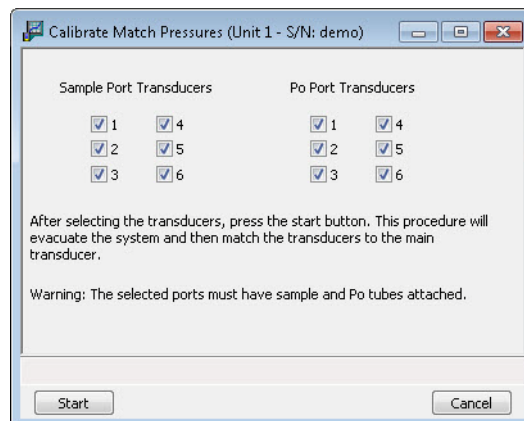 Calibrate Match Pressures (Unit 1 - S/N: demo)
Sample Port Transducers Po Port Transducers
1 4 1 4
2 5 2 5
3 6 3 6
After selecting the transducers, press the start button. This procedure will
evacuate the system and then match the transducers to the main
transducer.
Warning: The selected ports must have sample and Po tubes attached.
Start Cancel